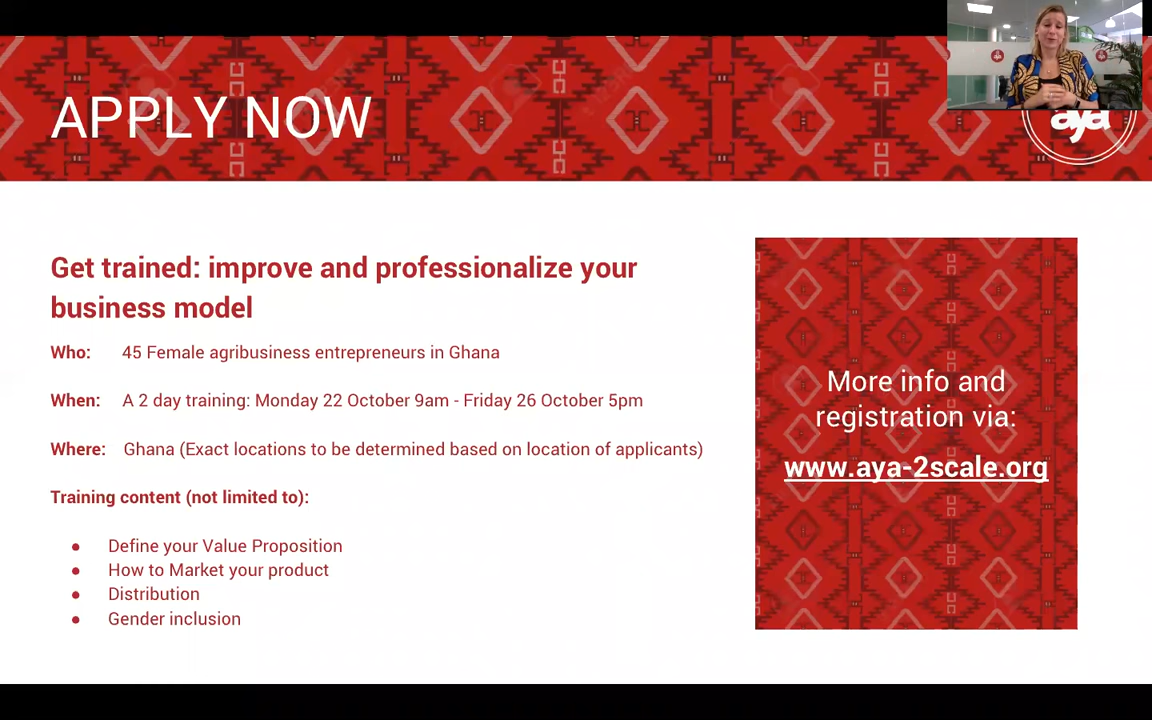 APPLY NOW
aya
Get trained: improve and professionalize your
business model
Who: 45 Female agribusiness entrepreneurs in Ghana
When: A 2 day training: Monday 22 October 9am - Friday 26 October 5pm
Where: Ghana (Exact locations to be determined based on location of applicants)
Training content (not limited to):
● Define your Value Proposition
● How to Market your product
● Distribution
● Gender inclusion
More info and
registration via:
www.aya-2scale.org